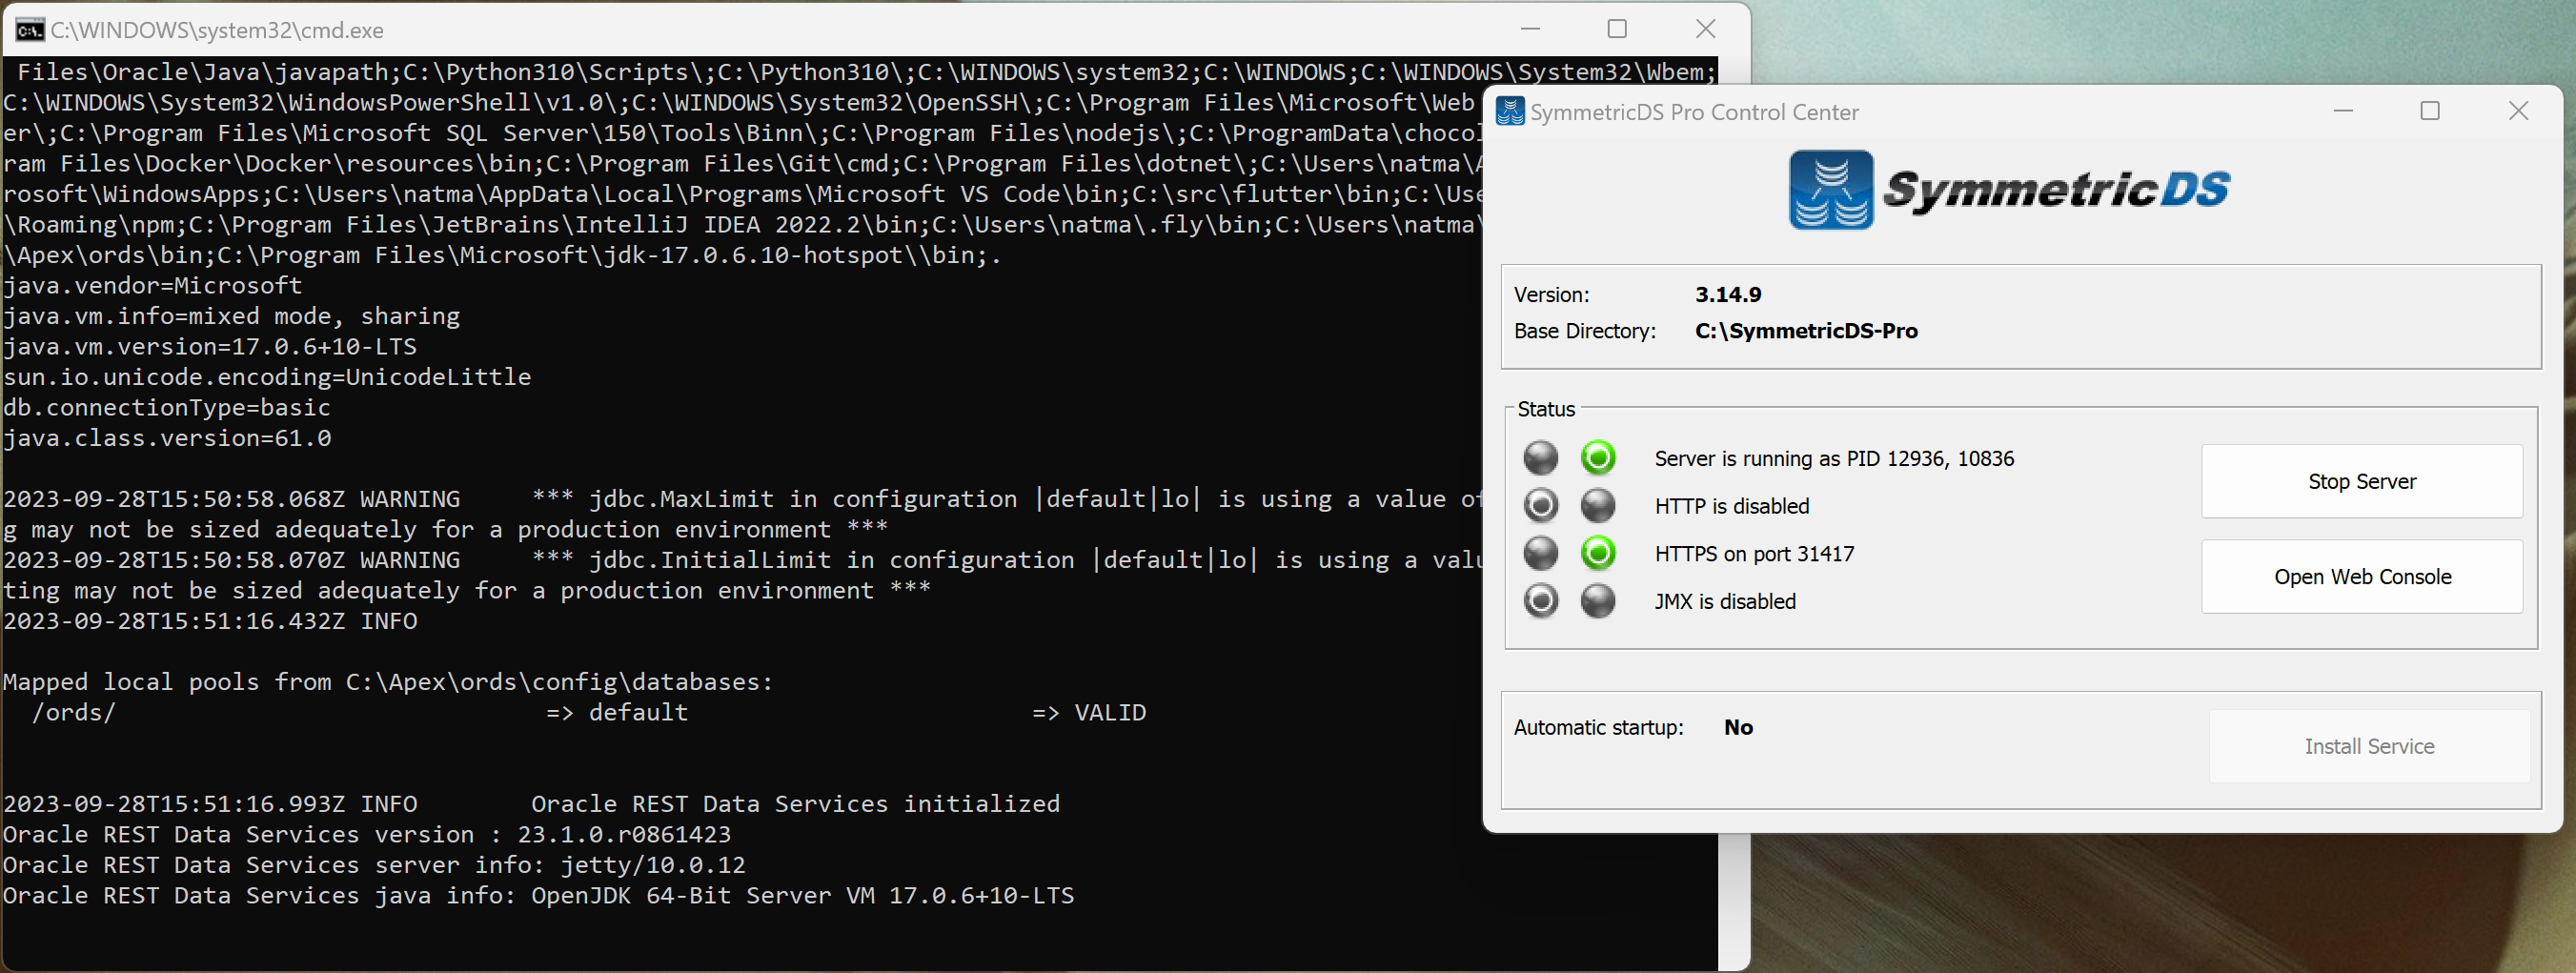 C:\WINDOWS\system32\cmd.exe
Files\Oracle\Java\javapath;C:\Python310\Scripts\;C:\Python310\;C:\WINDOWS\system32;C:\WINDOWS;C:\WINDOWS\System32\Wbem;
C:\WINDOWS\System32\WindowsPowerShell\v1.0\;C:\WINDOWS\System32\OpenSSH\;C:\Program Files\Microsoft\Web
er\;C:\Program Files\Microsoft SQL Server\150\Tools\Binn\;C:\Program Files\nodejs\;C:\ProgramData\choco
ram Files\Docker\Docker\resources\bin;C:\Program Files\Git\cmd;C:\Program Files\dotnet\;C:\Users\natma\
rosoft\WindowsApps;C:\Users\natma\AppData\Local\Programs\Microsoft VS Code\bin;C:\src\flutter\bin;C:\Use
\Roaming\npm;C:\Program Files\JetBrains\IntelliJ IDEA 2022.2\bin;C:\Users\natma\.fly\bin;C:\Users\natma\
\Apex\ords\bin;C:\Program Files\Microsoft\jdk-17.0.6.10-hotspot\\bin;.
java.vendor=Microsoft
java.vm.info=mixed mode, sharing
java.vm.version=17.0.6+10-LTS
sun.io.unicode.encoding=UnicodeLittle
db.connectionType=basic
java.class.version=61.0
2023-09-28T15:50:58.068Z WARNING     *** jdbc.MaxLimit in configuration |default|lo| is using a value of
g may not be sized adequately for a production environment ***
2023-09-28T15:50:58.070Z WARNING     *** jdbc.InitialLimit in configuration |default|lo| is using a valu
ting may not be sized adequately for a production environment ***
2023-09-28T15:51:16.432Z INFO
Mapped local pools from C:\Apex\ords\config\databases:
/ords/                              => default                        => VALID
2023-09-28T15:51:16.993Z INFO        Oracle REST Data Services initialized
Oracle REST Data Services version : 23.1.0.r0861423
Oracle REST Data Services server info: jetty/10.0.12
Oracle REST Data Services java info: OpenJDK 64-Bit Server VM 17.0.6+10-LTS
SymmetricDS Pro Control Center
SymmetricDS
Version: 3.14.9
Base Directory: C:\SymmetricDS-Pro
Status
Server is running as PID 12936, 10836
HTTP is disabled
HTTPS on port 31417
JMX is disabled
Stop Server
Open Web Console
Automatic startup: No
Install Service